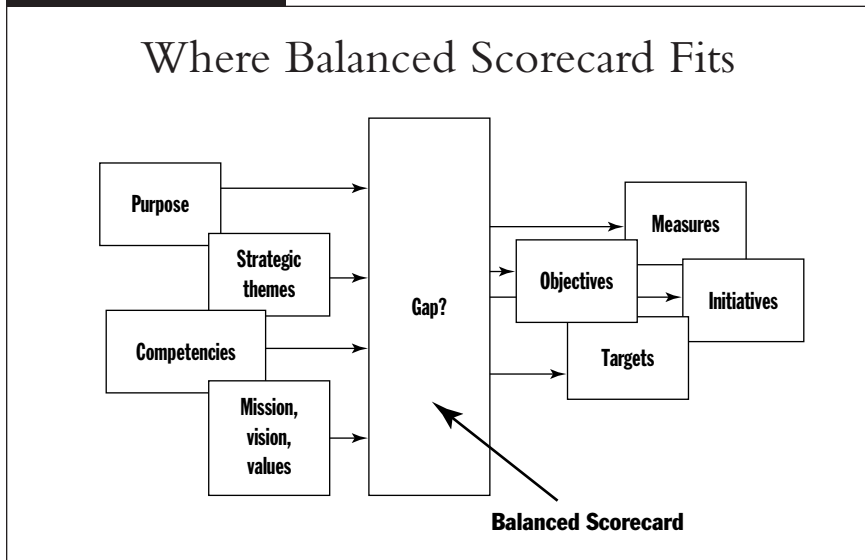 Where Balanced Scorecard Fits
Purpose
Strategic
themes
Competencies
Mission,
vision,
values
Gap?
Measures
Objectives
Initiatives
Targets
Balanced Scorecard